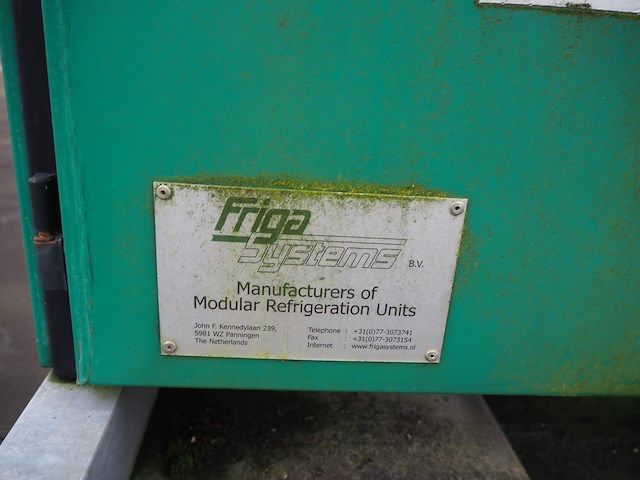 Friga
Systems B.V.
Manufacturers of
Modular Refrigeration Units
John F. Kennedylaan 239,
5981 WZ Panningen
The Netherlands
Telephone : +31(0)77-3073741
Fax : +31(0)77-3073154
Internet : www.frigasystems.nl